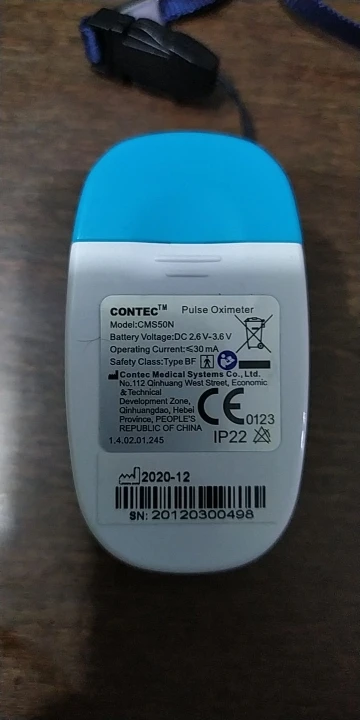 CONTEC™ Pulse Oximeter
Model:CMS50N
Battery Voltage:DC 2.6 V-3.6 V
Operating Current:≤30 mA
Safety Class:Type BF
Contec Medical Systems Co., Ltd.
No.112 Qinhuang West Street, Economic
&Technical
Development Zone,
Qinhuangdao, Hebei
Province, PEOPLE'S
REPUBLIC OF CHINA
CE 0123
1.4.02.01.245
IP22
2020-12
SN: 20120300498